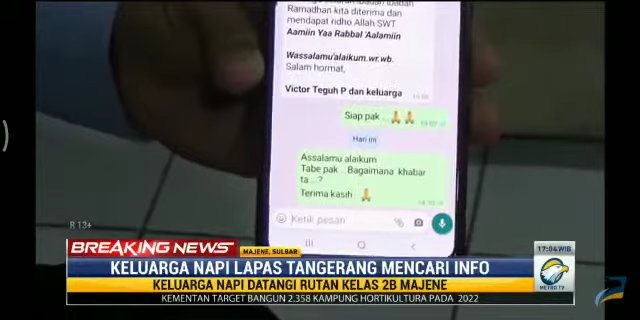 Ramadhan kita diterima dan
mendapat ridho Allah SWT
Aamiin Yaa Rabbal 'Aalamiin
Wassalamu'alaikum.wr.wb.
Salam hormat,
Victor Teguh P dan keluarga
Siap pak...🙏🙏
Hari ini
Assalamu alaikum
Tabe pak...Bagaimana khabar
ta....?
Terima kasih 🙏
Ketik pesan
R 13+
BREAKING NEWS
MAJENE, SULBAR
17:04 WIB
KELUARGA NAPI LAPAS TANGERANG MENCARI INFO
KELUARGA NAPI DATANGI RUTAN KELAS 2B MAJENE
METRO TV
KEMENTAN TARGET BANGUN 2.358 KAMPUNG HORTIKULTURA PADA 2022